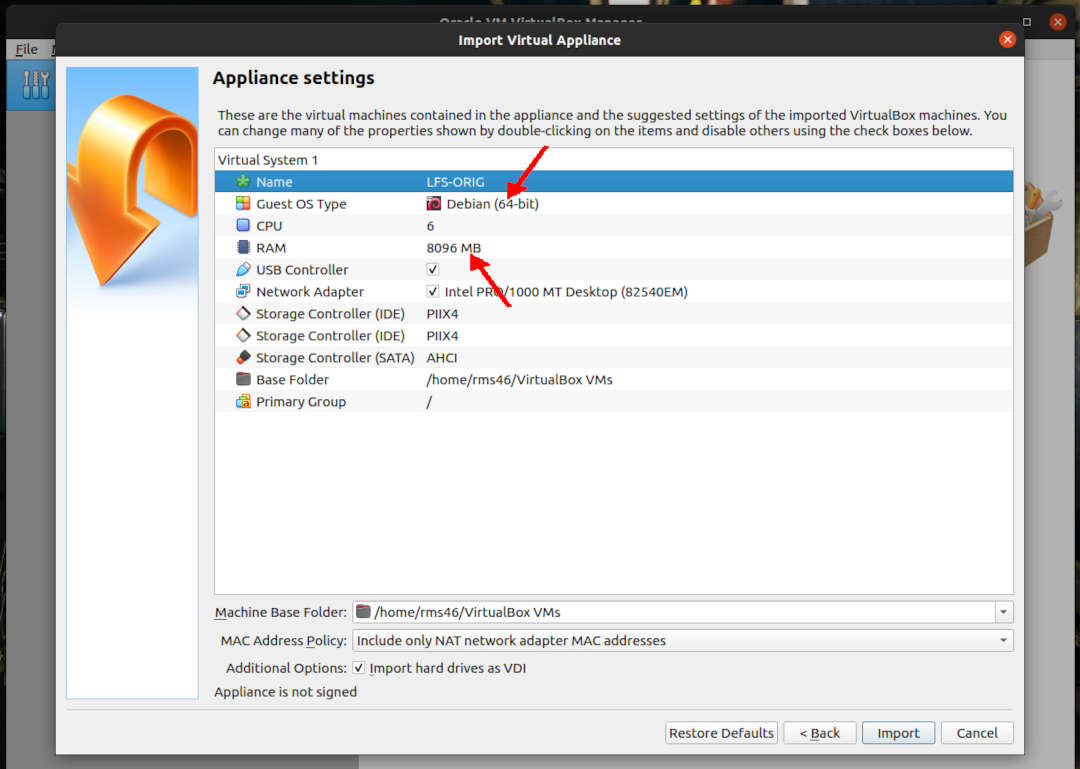 Oracle VM VirtualBox Manager
File
Import Virtual Appliance
Appliance settings
These are the virtual machines contained in the appliance and the suggested settings of the imported VirtualBox machines. You
can change many of the properties shown by double-clicking on the items and disable others using the check boxes below.
Virtual System 1
Name LFS-ORIG
Guest OS Type Debian (64-bit)
CPU 6
RAM 8096 MB
USB Controller
Network Adapter Intel PRO/1000 MT Desktop (82540EM)
Storage Controller (IDE) PIIX4
Storage Controller (IDE) PIIX4
Storage Controller (SATA) AHCI
Base Folder /home/rms46/VirtualBox VMs
Primary Group /
Machine Base Folder: /home/rms46/VirtualBox VMs
MAC Address Policy: Include only NAT network adapter MAC addresses
Additional Options: Import hard drives as VDI
Appliance is not signed
Restore Defaults < Back Import Cancel